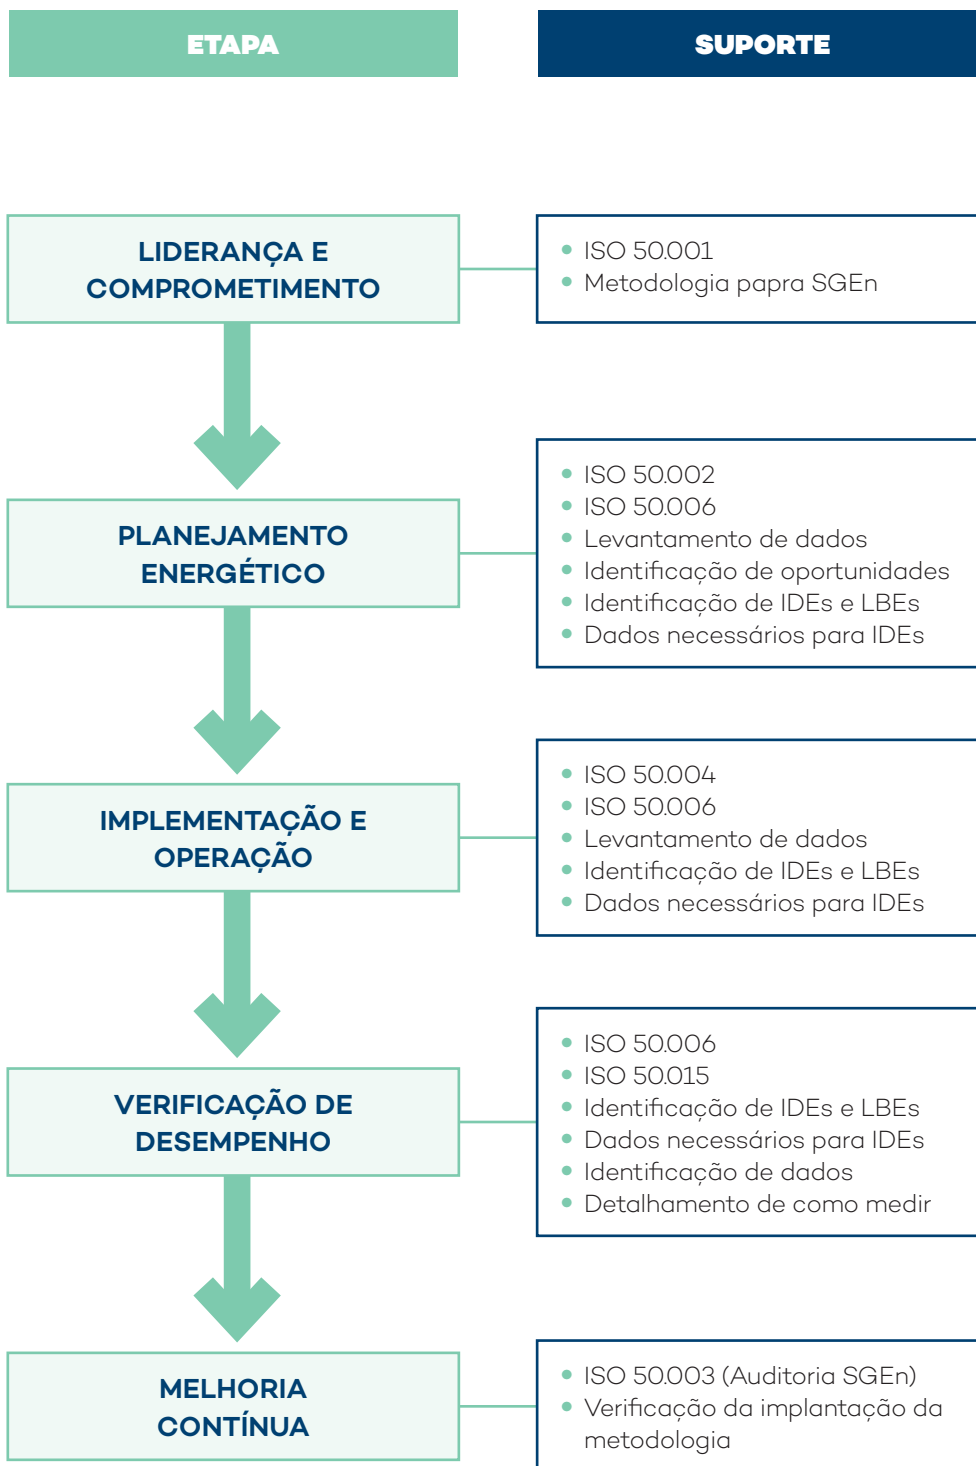 ETAPA
SUPORTE
LIDERANÇA E
COMPROMETIMENTO
• ISO 50.001
• Metodologia papra SGEn
PLANEJAMENTO
ENERGÉTICO
• ISO 50.002
• ISO 50.006
• Levantamento de dados
• Identificação de oportunidades
• Identificação de IDEs e LBEs
• Dados necessários para IDEs
IMPLEMENTAÇÃO E
OPERAÇÃO
• ISO 50.004
• ISO 50.006
• Levantamento de dados
• Identificação de IDEs e LBEs
• Dados necessários para IDEs
VERIFICAÇÃO DE
DESEMPENHO
• ISO 50.006
• ISO 50.015
• Identificação de IDEs e LBEs
• Dados necessários para IDEs
• Identificação de dados
• Detalhamento de como medir
MELHORIA
CONTÍNUA
• ISO 50.003 (Auditoria SGEn)
• Verificação da implantação da
metodologia